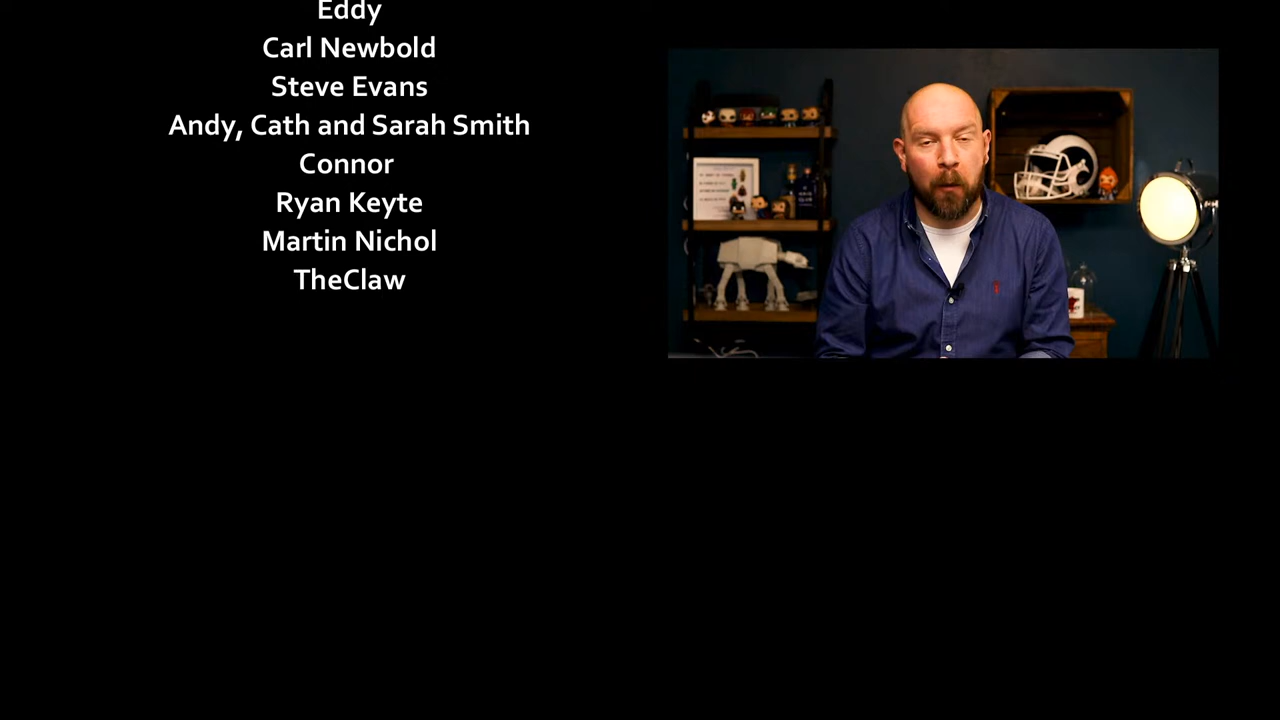 Eddy
Carl Newbold
Steve Evans
Andy, Cath and Sarah Smith
Connor
Ryan Keyte
Martin Nichol
TheClaw